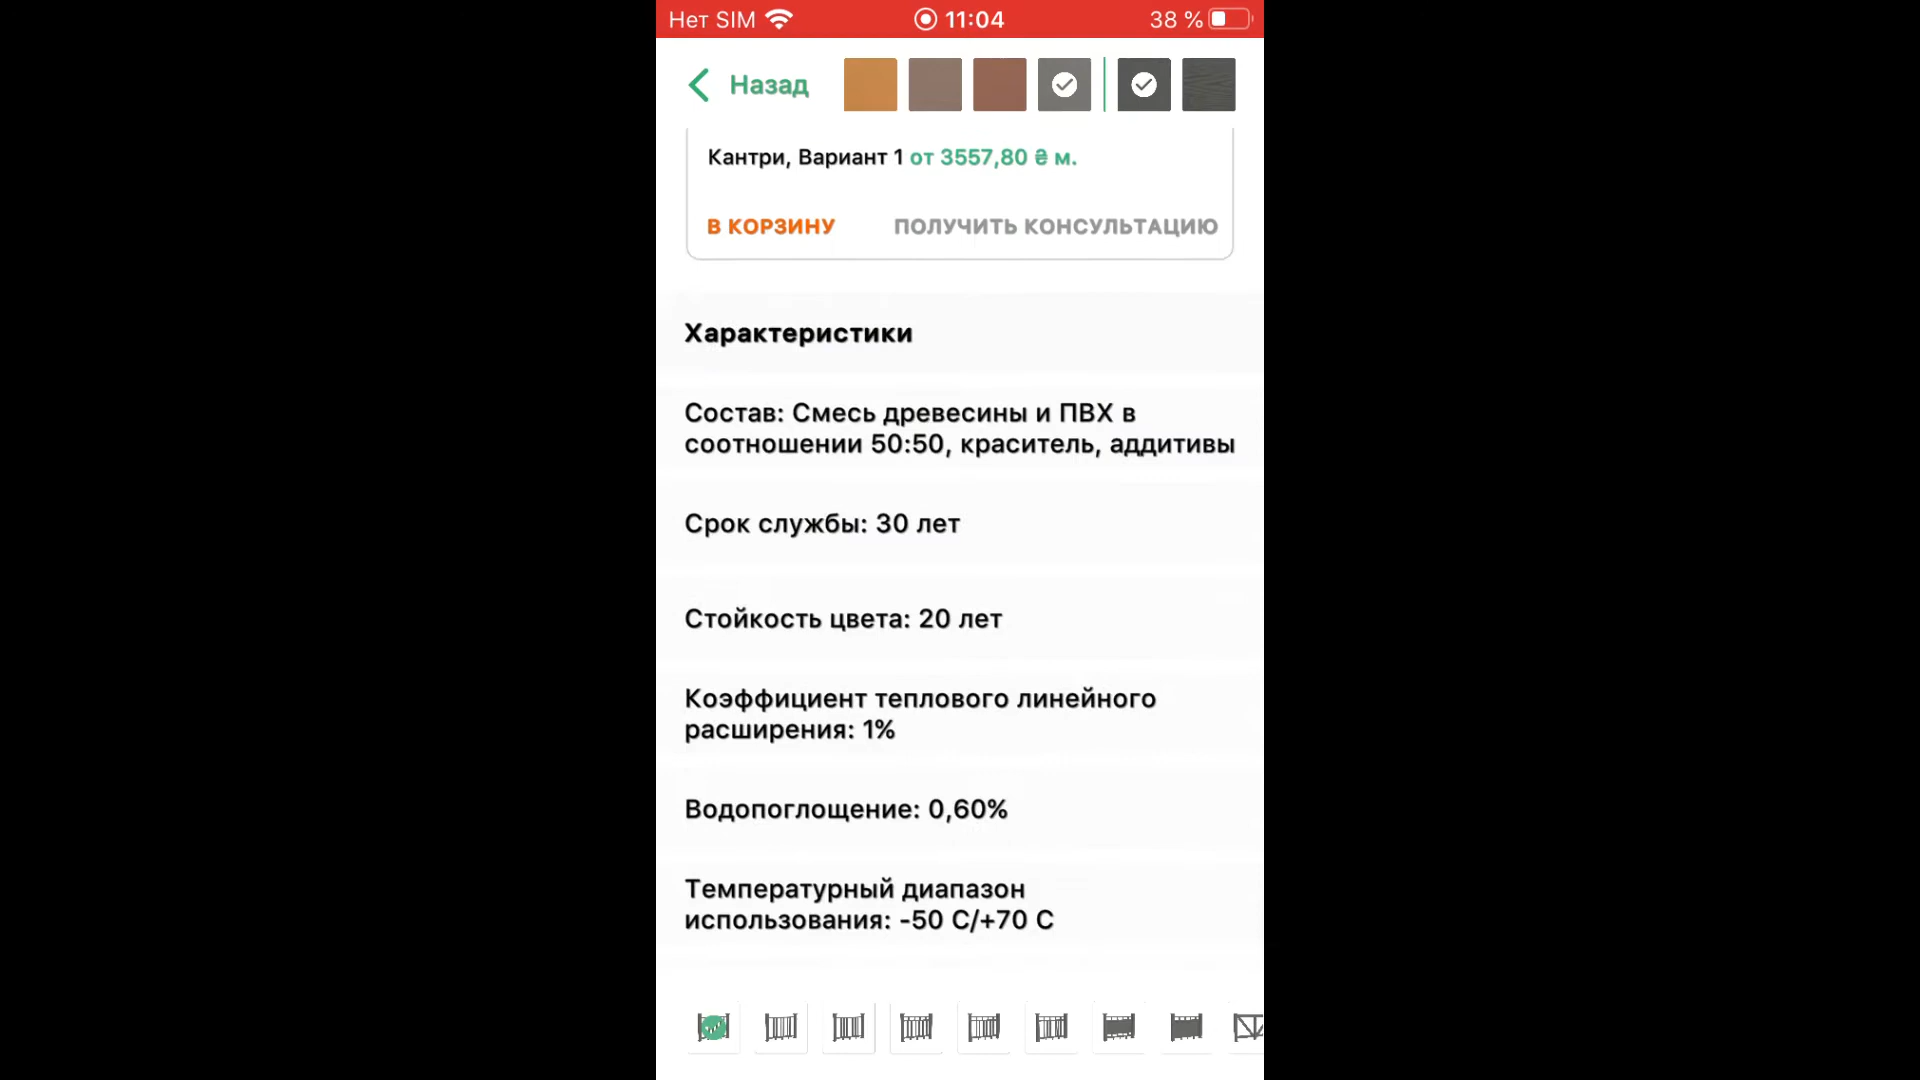 Нет SIM 11:04 38 %
Назад
Кантри, Вариант 1 от 3557,80 ₴ м.
В КОРЗИНУ ПОЛУЧИТЬ КОНСУЛЬТАЦИЮ
Характеристики
Состав: Смесь древесины и ПВХ в
соотношении 50:50, краситель, аддитивы
Срок службы: 30 лет
Стойкость цвета: 20 лет
Коэффициент теплового линейного
расширения: 1%
Водопоглощение: 0,60%
Температурный диапазон
использования: -50 С/+70 С